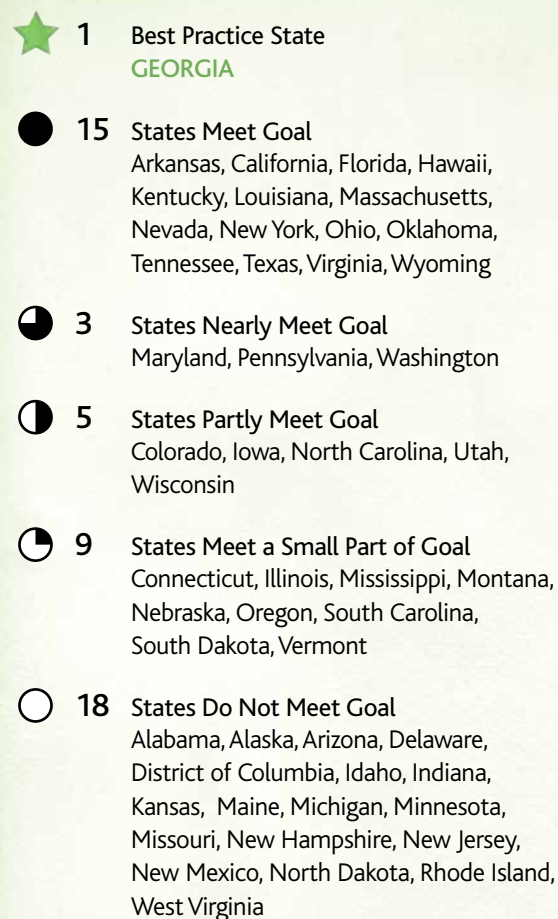 1 Best Practice State
GEORGIA
15 States Meet Goal
Arkansas, California, Florida, Hawaii,
Kentucky, Louisiana, Massachusetts,
Nevada, New York, Ohio, Oklahoma,
Tennessee, Texas, Virginia, Wyoming
3 States Nearly Meet Goal
Maryland, Pennsylvania, Washington
5 States Partly Meet Goal
Colorado, Iowa, North Carolina, Utah,
Wisconsin
9 States Meet a Small Part of Goal
Connecticut, Illinois, Mississippi, Montana,
Nebraska, Oregon, South Carolina,
South Dakota, Vermont
18 States Do Not Meet Goal
Alabama, Alaska, Arizona, Delaware,
District of Columbia, Idaho, Indiana,
Kansas, Maine, Michigan, Minnesota,
Missouri, New Hampshire, New Jersey,
New Mexico, North Dakota, Rhode Island,
West Virginia